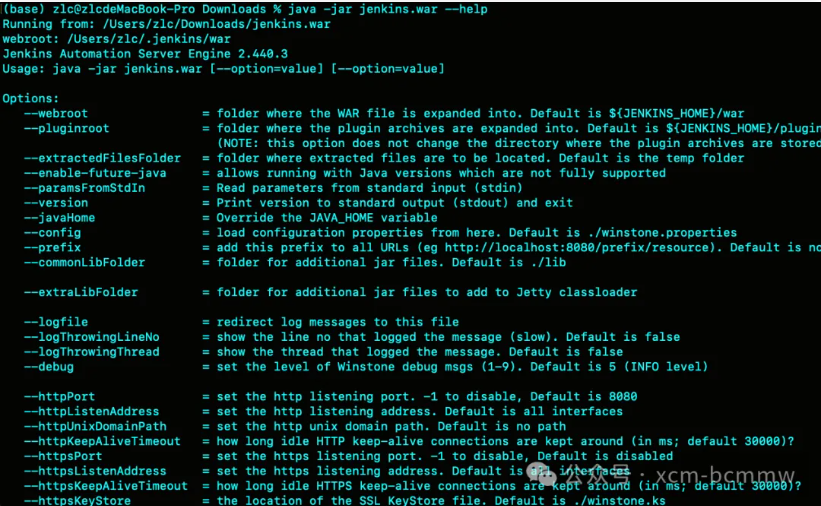 (base) zlc@zlcdeMacBook-Pro Downloads % java -jar jenkins.war --help
Running from: /Users/zlc/Downloads/jenkins.war
webroot: /Users/zlc/.jenkins/war
Jenkins Automation Server Engine 2.440.3
Usage: java -jar jenkins.war [--option=value] [--option=value]
Options:
--webroot = folder where the WAR file is expanded into. Default is ${JENKINS_HOME}/war
--pluginroot = folder where the plugin archives are expanded into. Default is ${JENKINS_HOME}/plugin
(NOTE: this option does not change the directory where the plugin archives are stored
--extractedFilesFolder = folder where extracted files are to be located. Default is the temp folder
--enable-future-java = allows running with Java versions which are not fully supported
--paramsFromStdIn = Read parameters from standard input (stdin)
--version = Print version to standard output (stdout) and exit
--javaHome = Override the JAVA_HOME variable
--config = load configuration properties from here. Default is ./winstone.properties
--prefix = add this prefix to all URLs (eg http://localhost:8080/prefix/resource). Default is no
--commonLibFolder = folder for additional jar files. Default is ./lib
--extraLibFolder = folder for additional jar files to add to Jetty classloader
--logfile = redirect log messages to this file
--logThrowingLineNo = show the line no that logged the message (slow). Default is false
--logThrowingThread = show the thread that logged the message. Default is false
--debug = set the level of Winstone debug msgs (1-9). Default is 5 (INFO level)
--httpPort = set the http listening port. -1 to disable, Default is 8080
--httpListenAddress = set the http listening address. Default is all interfaces
--httpUnixDomainPath = set the http unix domain path. Default is no path
--httpKeepAliveTimeout = how long idle HTTP keep-alive connections are kept around (in ms; default 30000)?
--httpsPort = set the https listening port. -1 to disable, Default is disabled
--httpsListenAddress = set the https listening address. Default is all interfaces
--httpsKeepAliveTimeout = how long idle HTTPS keep-alive connections are kept around (in ms; default 30000)?
--httpsKeyStore = the location of the SSL KeyStore file. Default is ./winstone.ks
公众号 · xcm-bcmmw